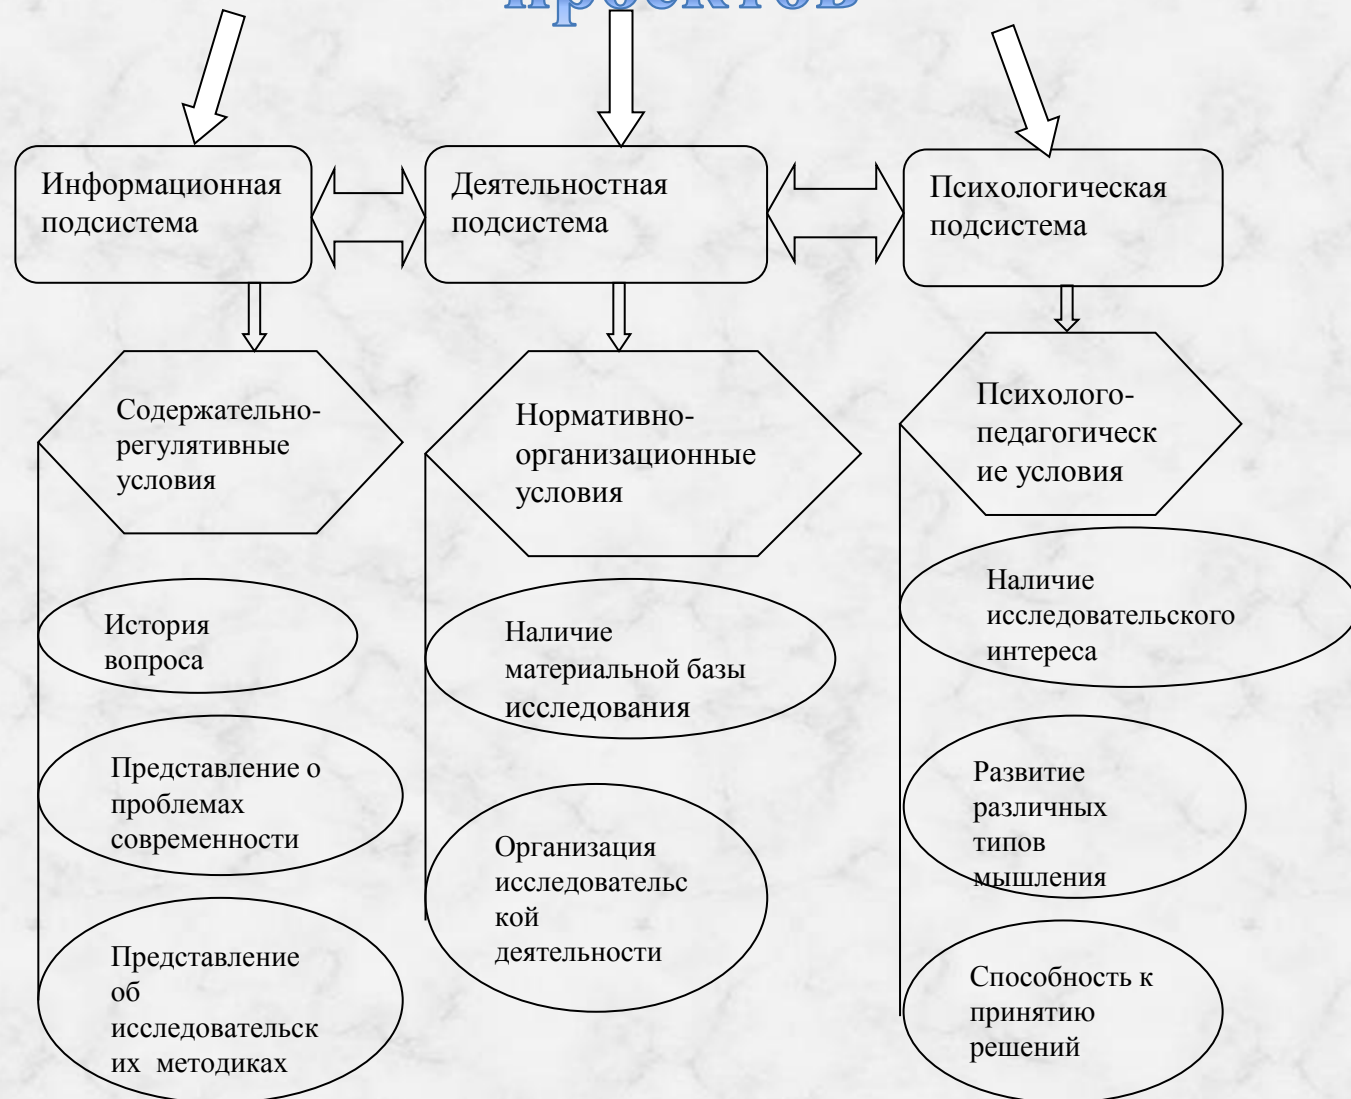 проектов
Информационная
подсистема
Деятельностная
подсистема
Психологическая
подсистема
Содержательно-
регулятивные
условия
Нормативно-
организационные
условия
Психолого-
педагогическ
ие условия
История
вопроса
Представление о
проблемах
современности
Представление
об
исследовательск
их методиках
Наличие
материальной базы
исследования
Организация
исследовательс
кой
деятельности
Наличие
исследовательского
интереса
Развитие
различных
типов
мышления
Способность к
принятию
решений